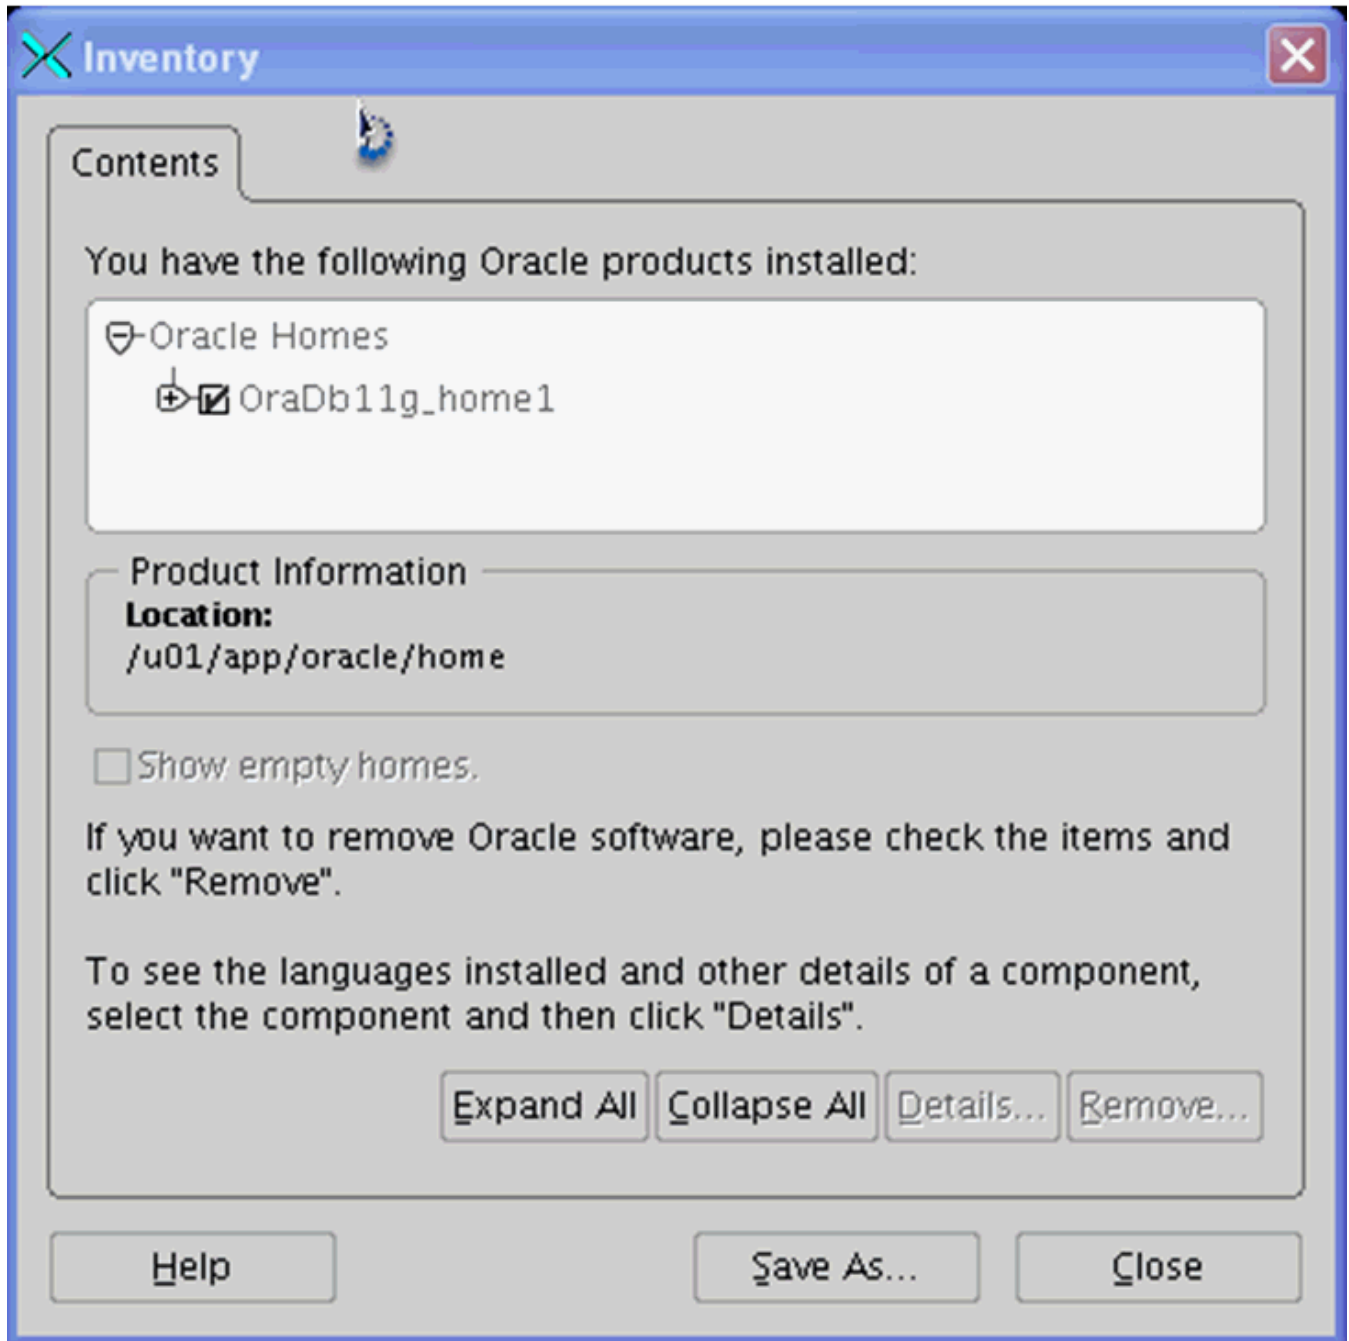 Inventory
Contents
You have the following Oracle products installed:
Oracle Homes
OraDb11g_home1
Product Information
Location:
/u01/app/oracle/home
Show empty homes.
If you want to remove Oracle software, please check the items and
click "Remove".
To see the languages installed and other details of a component,
select the component and then click "Details".
Expand All Collapse All Details... Remove...
Help Save As... Close